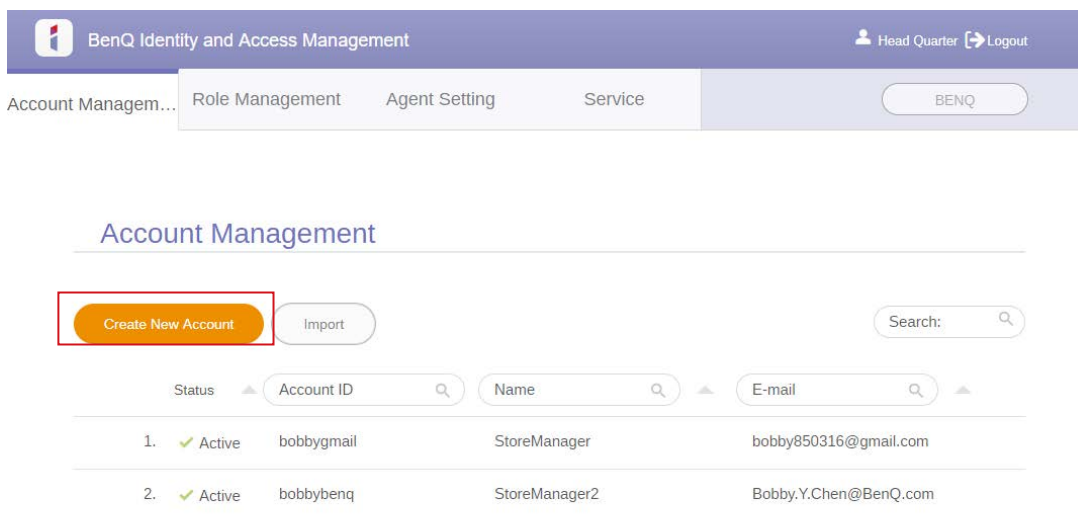 BenQ Identity and Access Management
Head Quarter Logout
Account Managem... Role Management Agent Setting Service BENQ
Account Management
Create New Account Import Search:
Status Account ID Name E-mail
1. Active bobbygmail StoreManager bobby850316@gmail.com
2. Active bobbybenq StoreManager2 Bobby.Y.Chen@BenQ.com